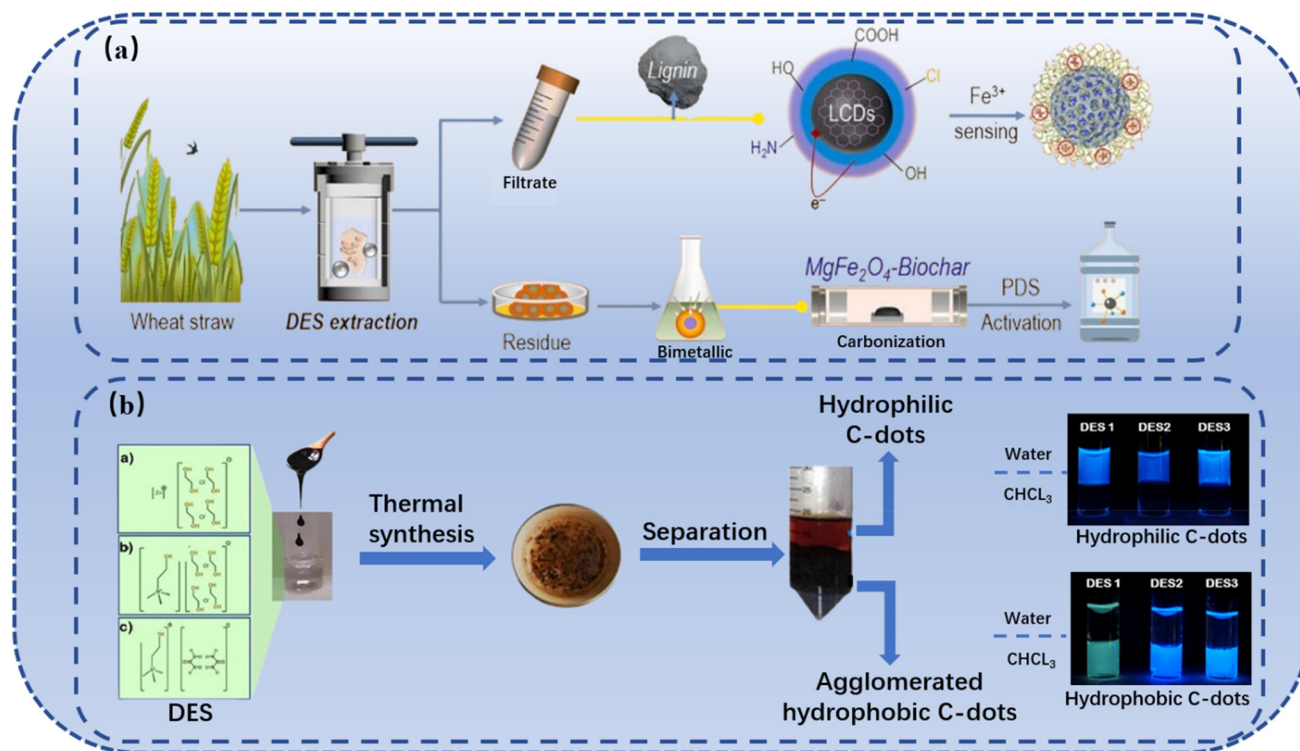 (a)
Lignin
COOH
HO
Cl
LCDs
H₂N
OH
e⁻
Fe³⁺
sensing
Filtrate
Wheat straw
DES extraction
Residue
Bimetallic
MgFe₂O₄-Biochar
Carbonization
PDS
Activation
(b)
a)
b)
c)
DES
Thermal
synthesis
Separation
Hydrophilic
C-dots
Agglomerated
hydrophobic C-dots
DES 1 DES2 DES3
Water
CHCL₃
Hydrophilic C-dots
DES 1 DES2 DES3
Water
CHCL₃
Hydrophobic C-dots